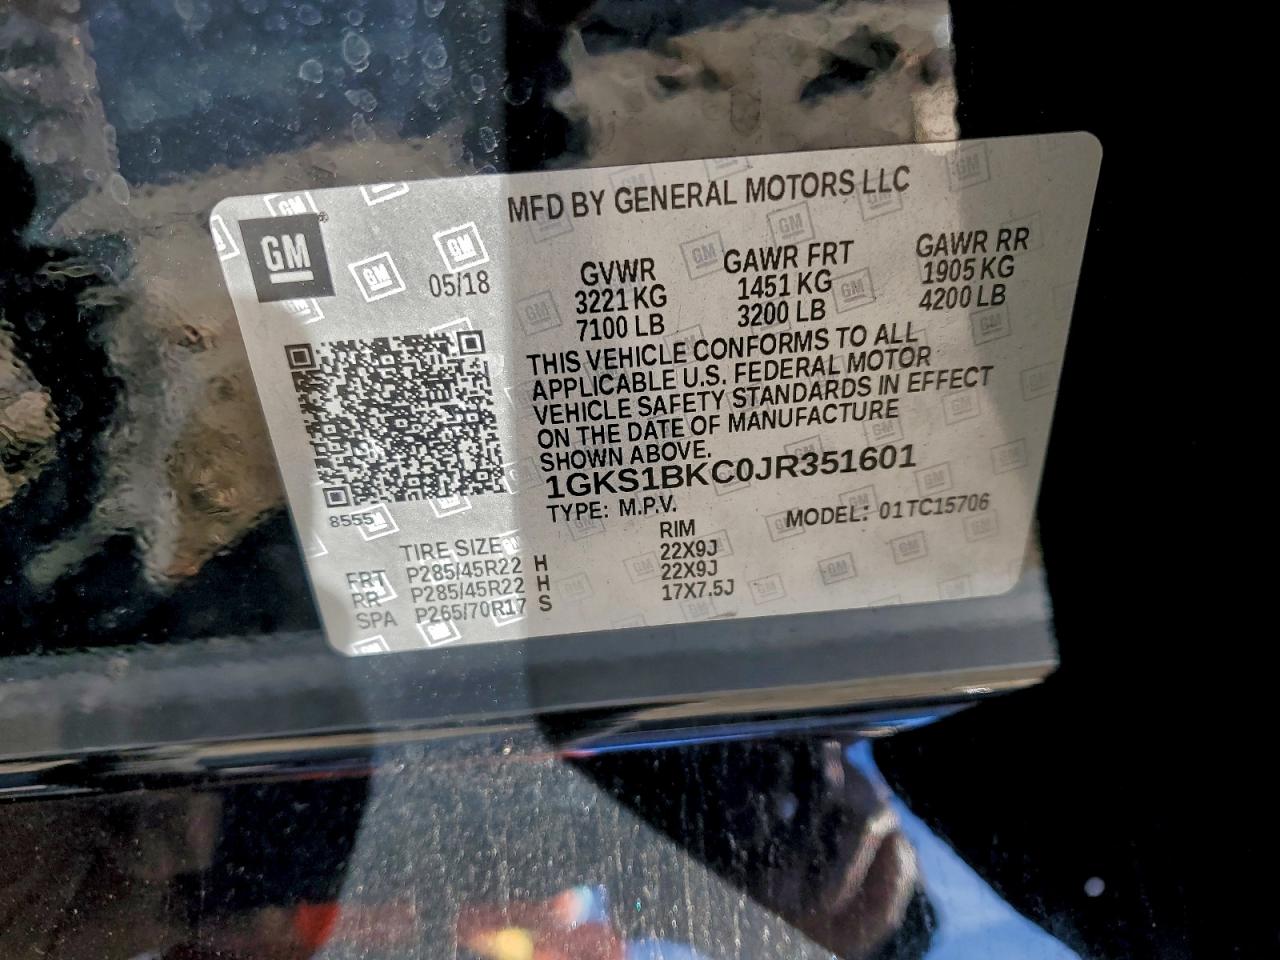 MFD BY GENERAL MOTORS LLC
GM®
05/18
GVWR GAWR FRT GAWR RR
3221 KG 1451 KG 1905 KG
7100 LB 3200 LB 4200 LB
THIS VEHICLE CONFORMS TO ALL
APPLICABLE U.S. FEDERAL MOTOR
VEHICLE SAFETY STANDARDS IN EFFECT
ON THE DATE OF MANUFACTURE
SHOWN ABOVE.
1GKS1BKC0JR351601
8555
TYPE: M.P.V. MODEL: 01TC15706
TIRE SIZE RIM
FRT P285/45R22 H 22X9J
RR P285/45R22 H 22X9J
SPA P265/70R17 S 17X7.5J